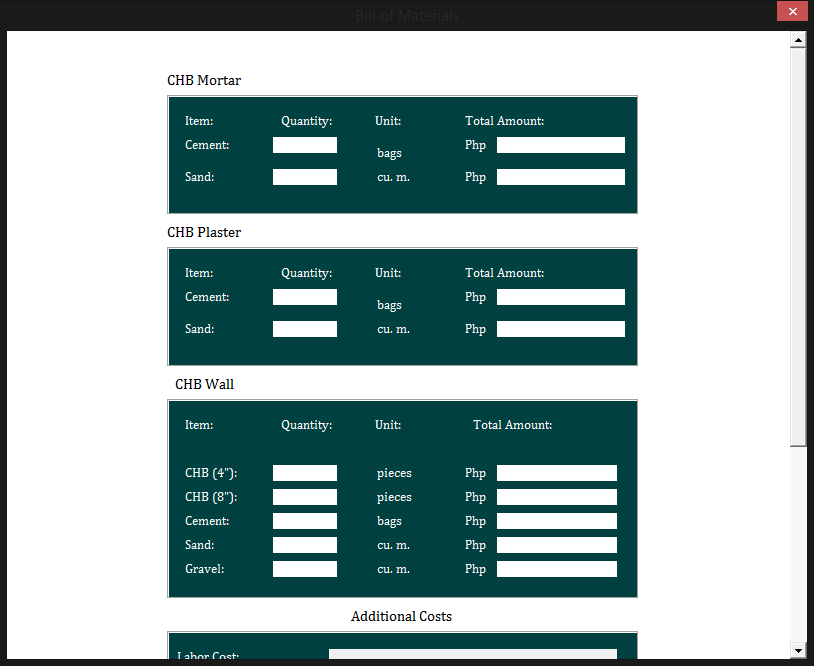 Bill of Materials
CHB Mortar
Item: Quantity: Unit: Total Amount:
Cement: bags Php
Sand: cu. m. Php
CHB Plaster
Item: Quantity: Unit: Total Amount:
Cement: bags Php
Sand: cu. m. Php
CHB Wall
Item: Quantity: Unit: Total Amount:
CHB (4"): pieces Php
CHB (8"): pieces Php
Cement: bags Php
Sand: cu. m. Php
Gravel: cu. m. Php
Additional Costs
Labor Cost: